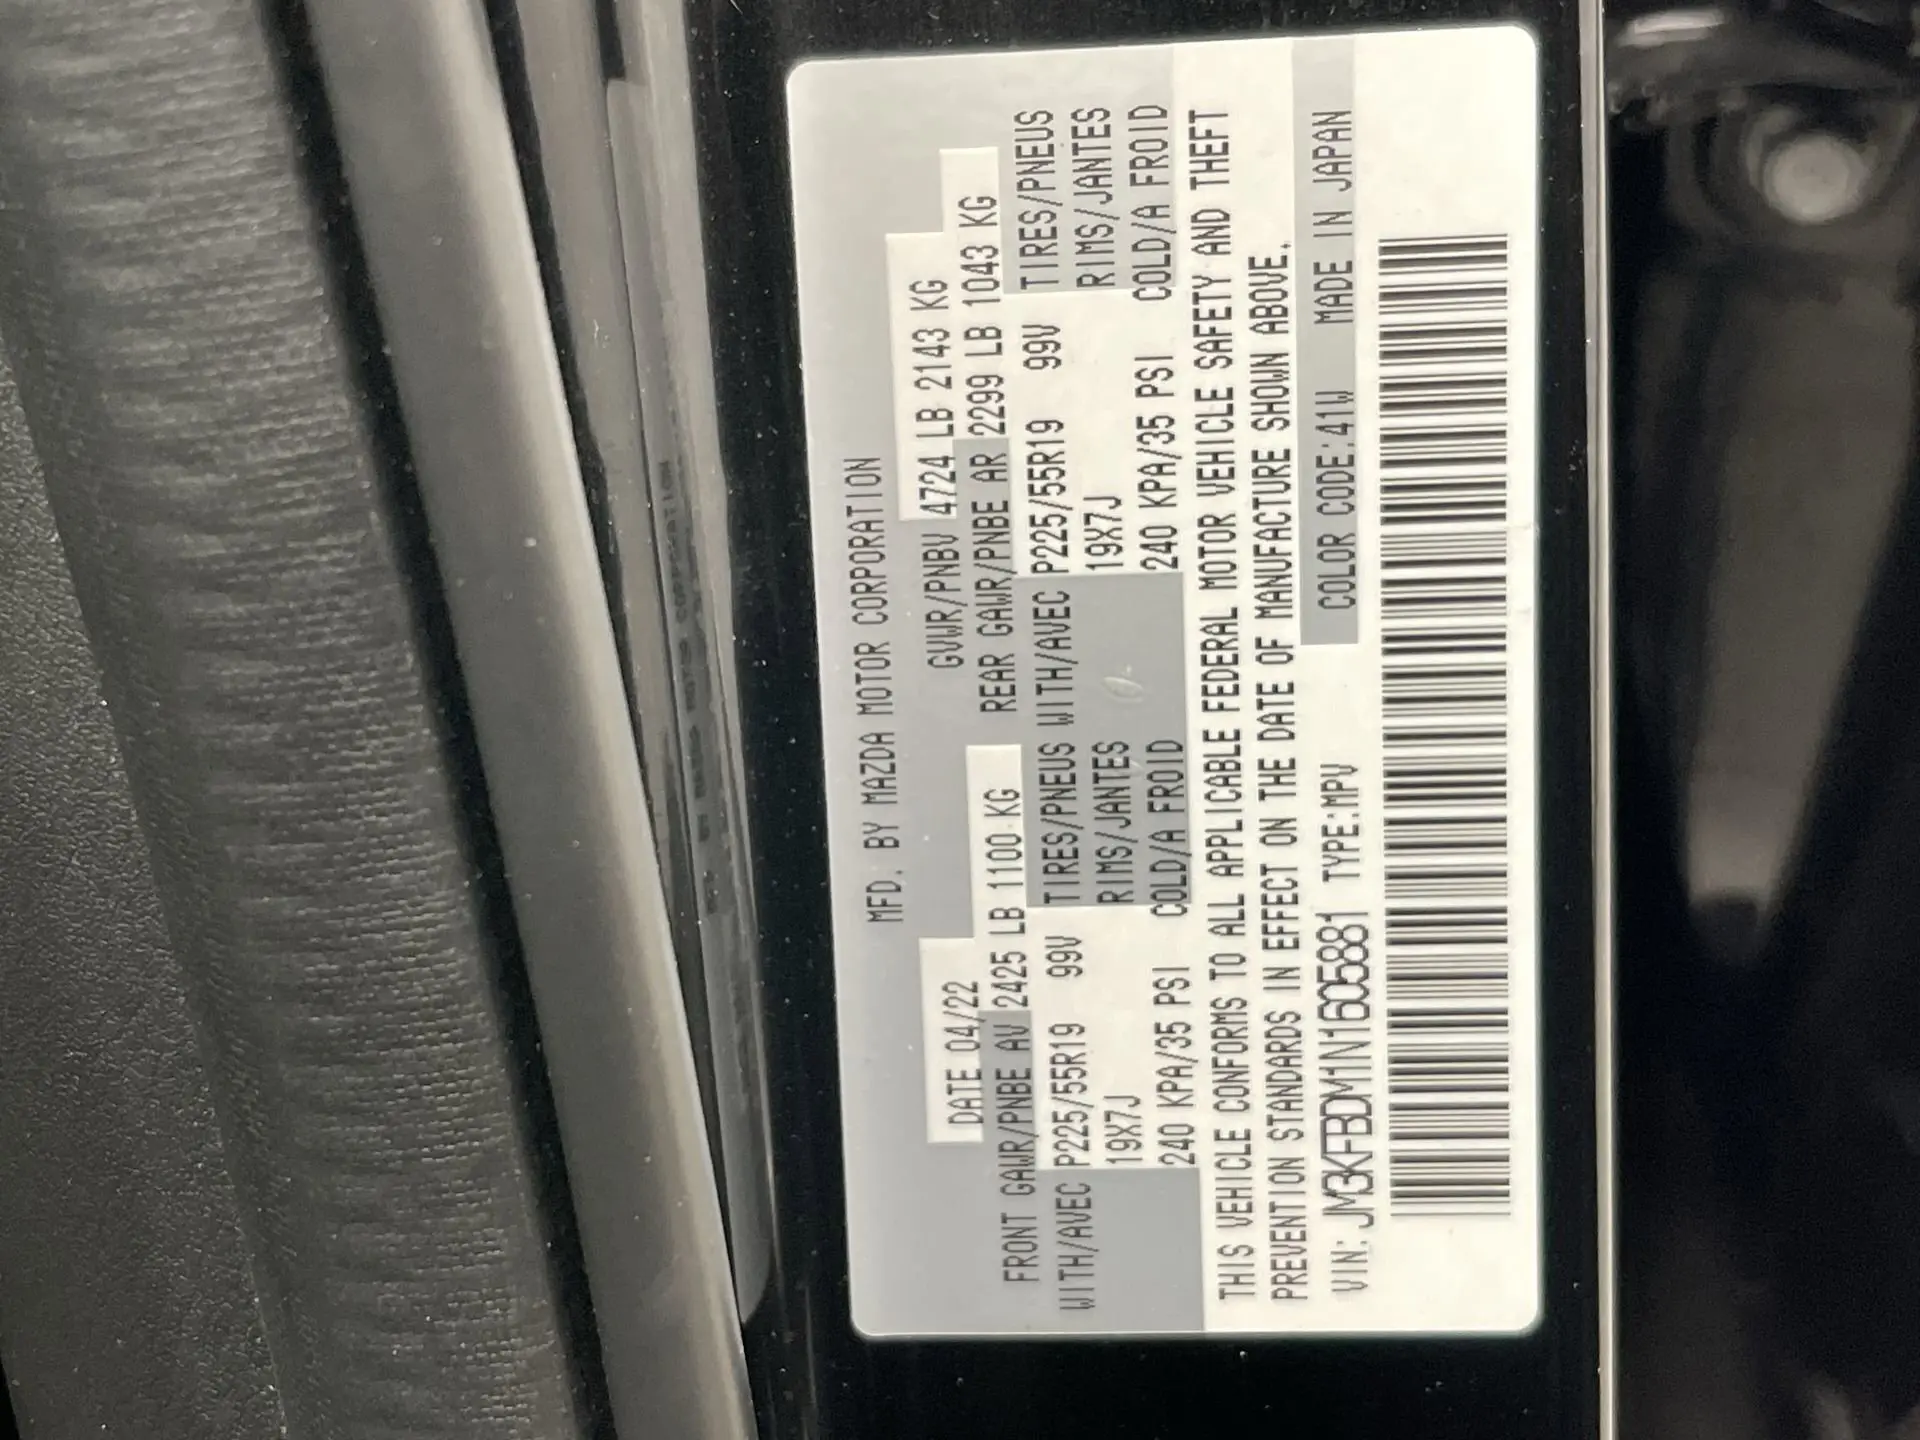 MFD. BY MAZDA MOTOR CORPORATION
DATE 04/22 GVWR/PNBV 4724 LB 2143 KG
FRONT GAWR/PNBE AV 2425 LB 1100 KG REAR GAWR/PNBE AR 2299 LB 1043 KG
WITH/AVEC P225/55R19 99V TIRES/PNEUS WITH/AVEC P225/55R19 99V TIRES/PNEUS
19X7J RIMS/JANTES 19X7J RIMS/JANTES
240 KPA/35 PSI COLD/A FROID 240 KPA/35 PSI COLD/A FROID
THIS VEHICLE CONFORMS TO ALL APPLICABLE FEDERAL MOTOR VEHICLE SAFETY AND THEFT
PREVENTION STANDARDS IN EFFECT ON THE DATE OF MANUFACTURE SHOWN ABOVE.
VIN: JM3KFBDM1N1605881 TYPE:MPV COLOR CODE:41W MADE IN JAPAN